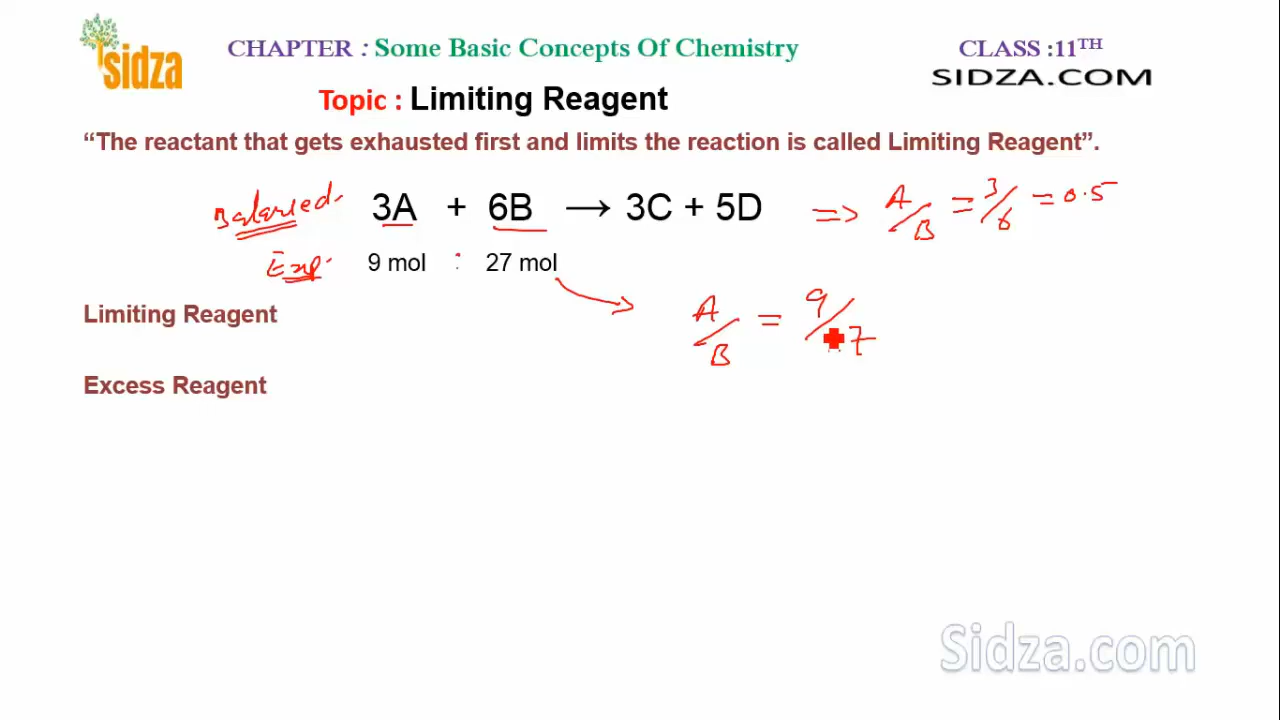 sidza
CHAPTER : Some Basic Concepts Of Chemistry
CLASS :11TH
SIDZA.COM
Topic : Limiting Reagent
“The reactant that gets exhausted first and limits the reaction is called Limiting Reagent”.
3A + 6B → 3C + 5D => A/B = 3/6 = 0.5
Exp. 9 mol : 27 mol
Limiting Reagent
A/B = 9/ 7
Excess Reagent
Sidza.com